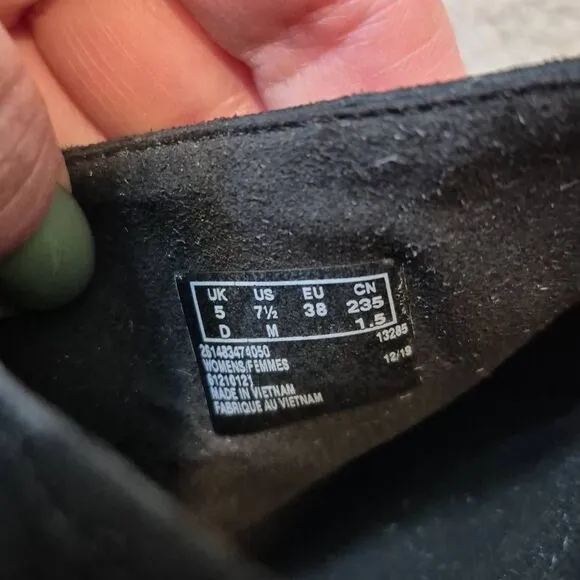 UK US EU CN
5 7½ 38 235
D M 1.5
261483474050 13285
WOMENS/FEMMES 12/19
01210121
MADE IN VIETNAM
FABRIQUE AU VIETNAM